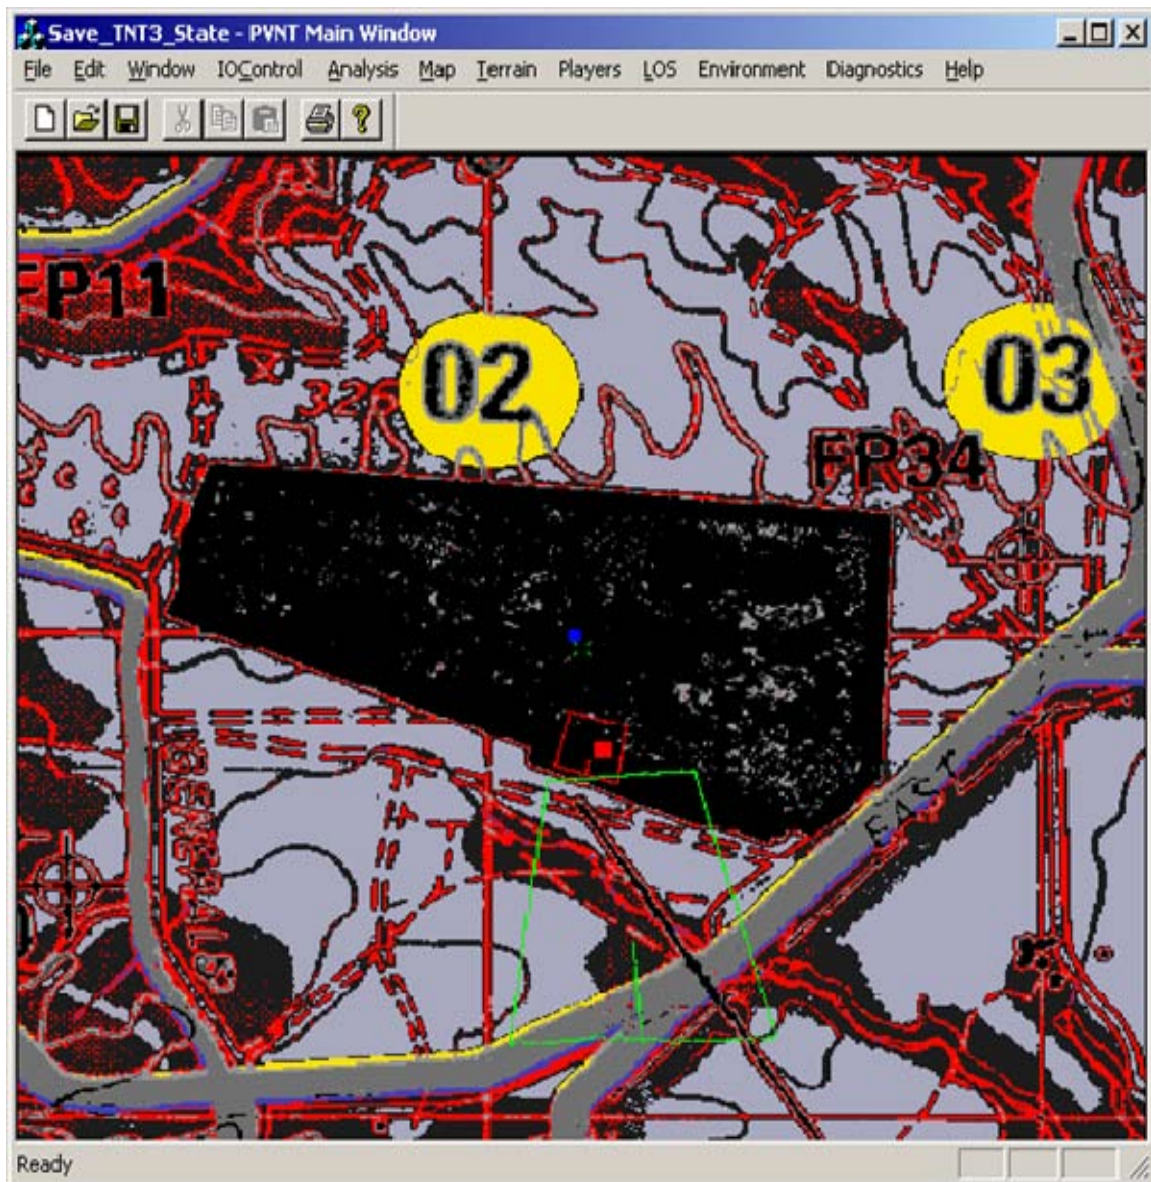 Save_TNT3_State - PVNT Main Window
File Edit Window IOControl Analysis Map Terrain Players LOS Environment Diagnostics Help
FP11
02
03
FP34
EAST
Ready